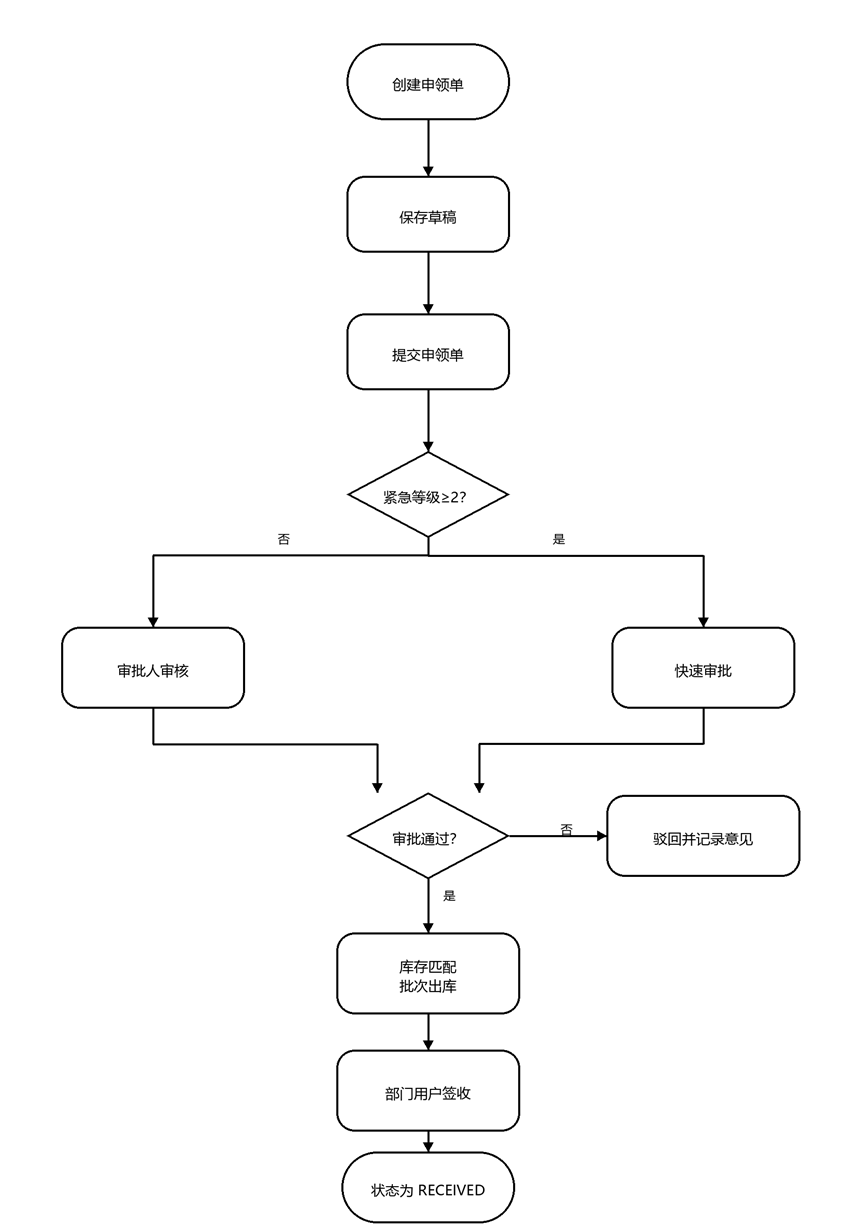 创建申领单
保存草稿
提交申领单
紧急等级≥2?
否
是
审批人审核
快速审批
审批通过?
否
驳回并记录意见
是
库存匹配
批次出库
部门用户签收
状态为 RECEIVED